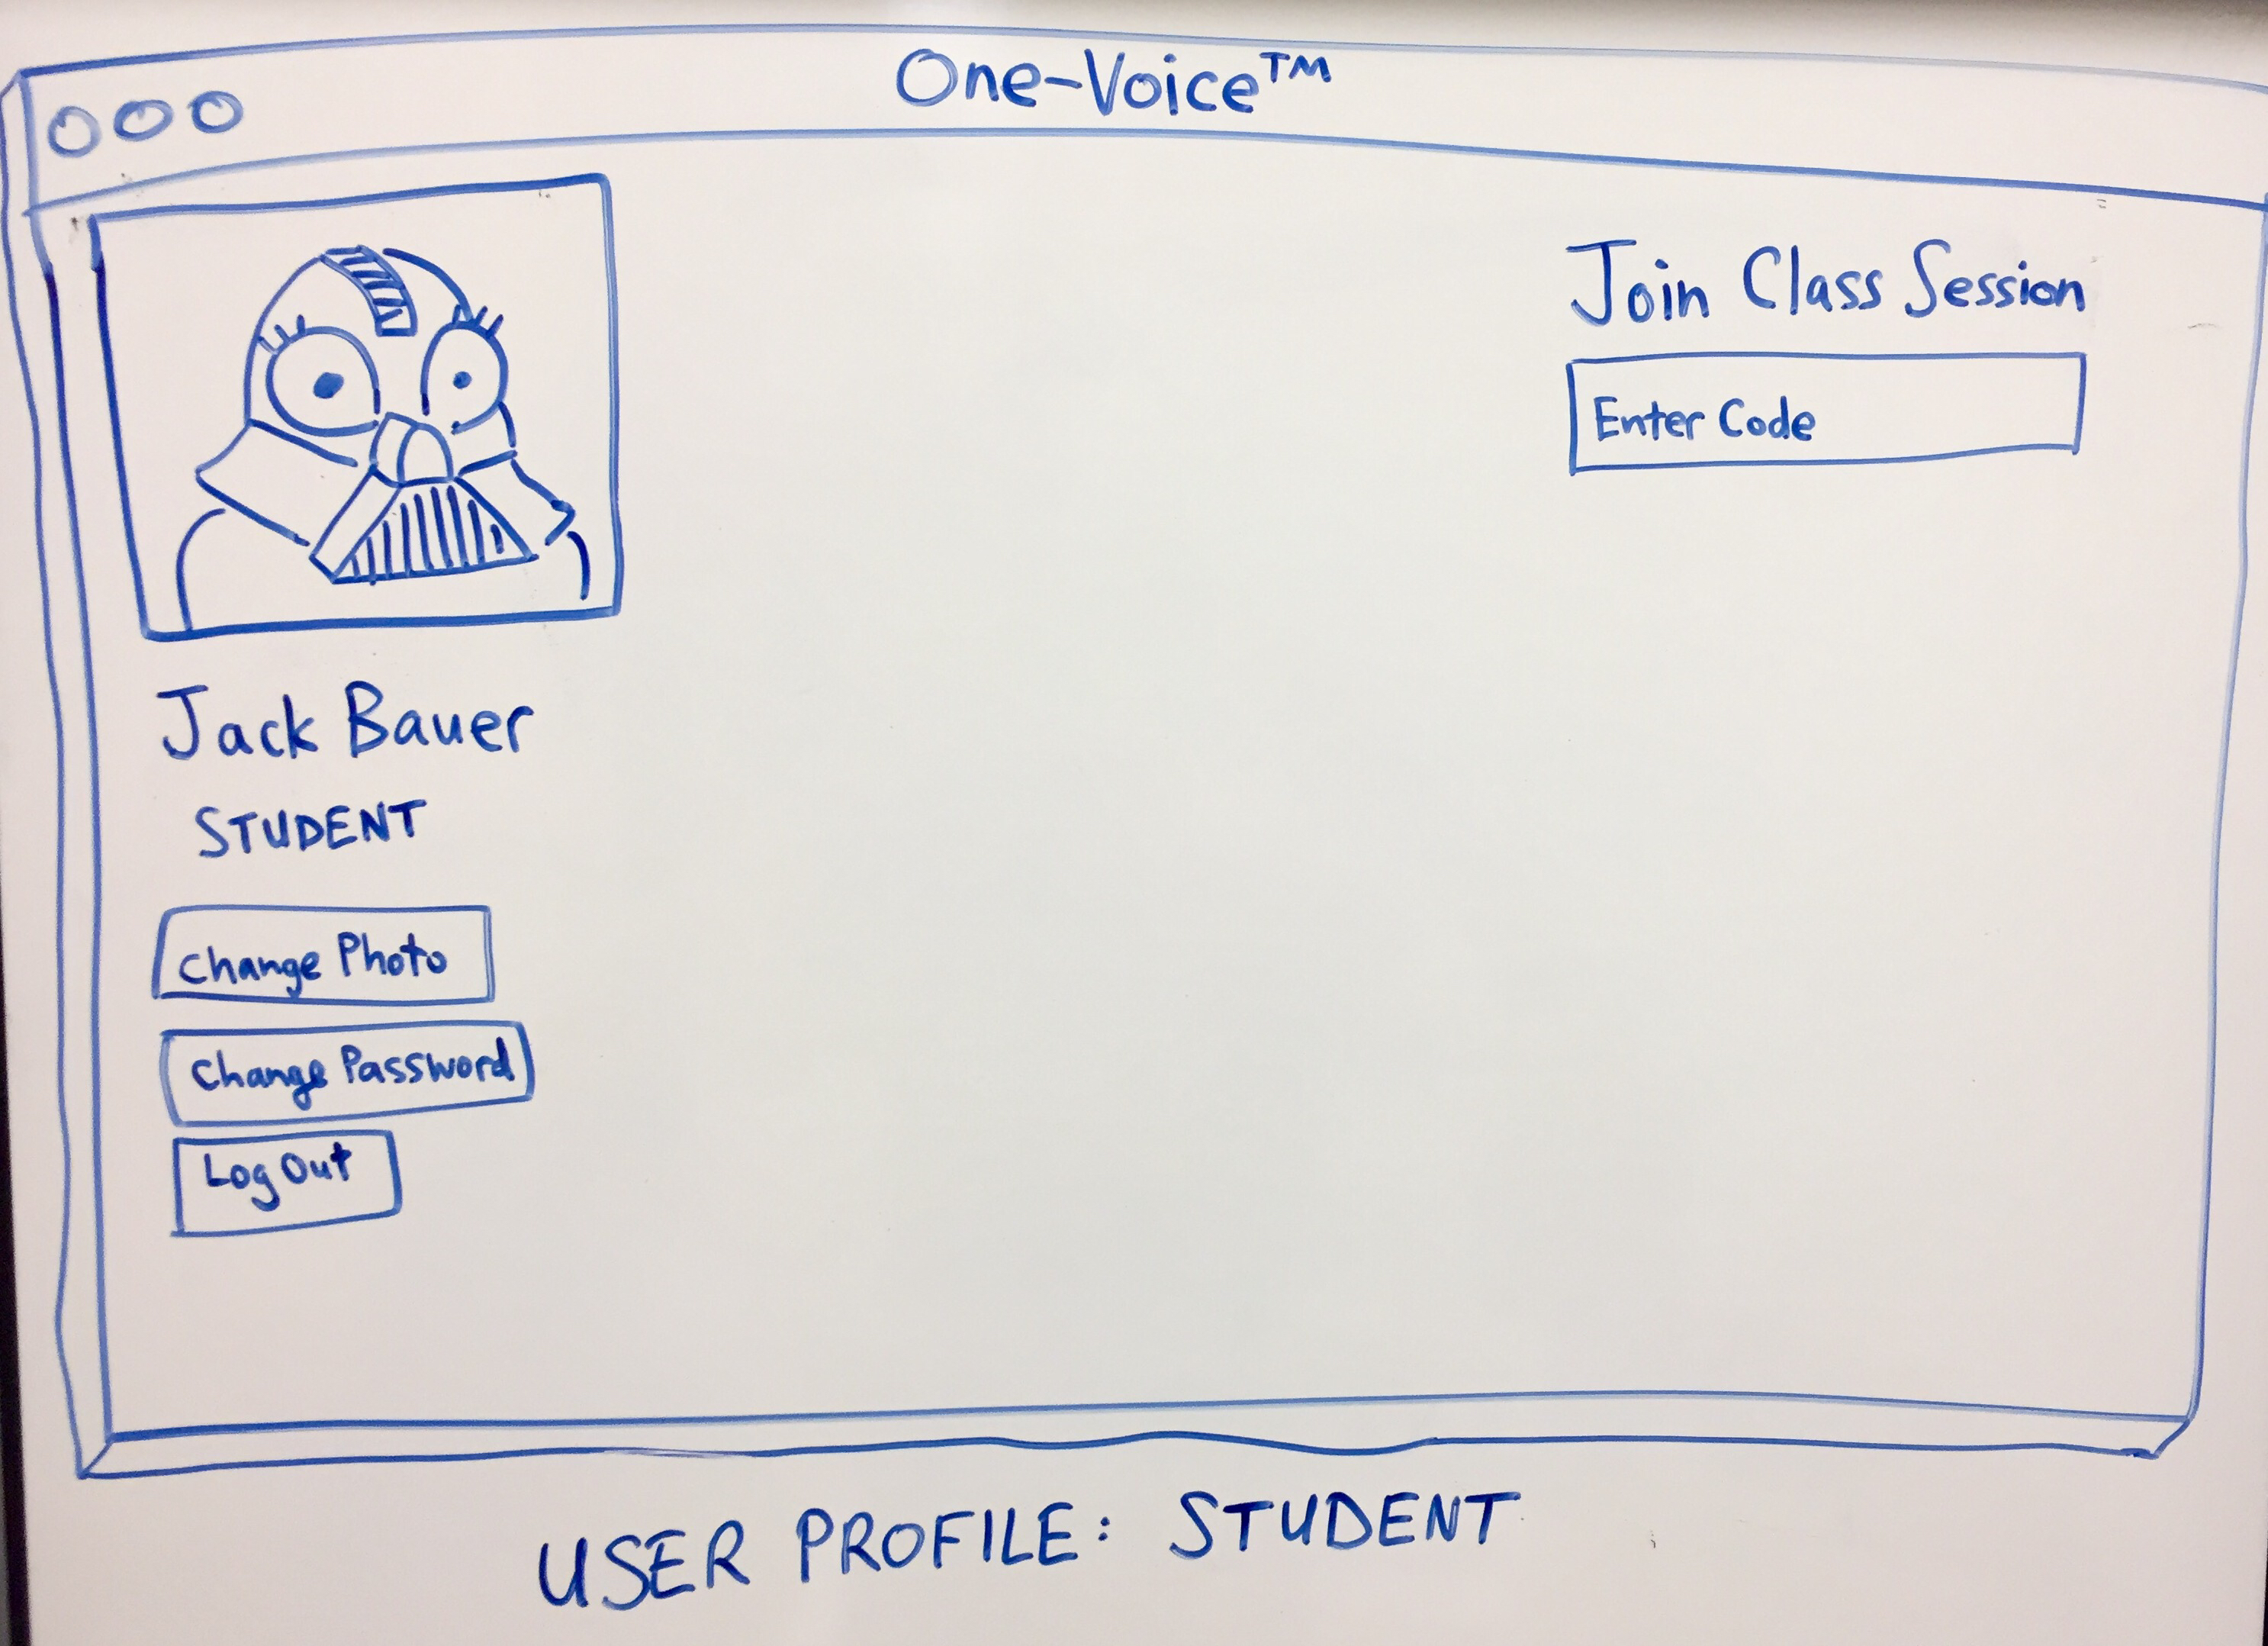 One-Voice™
Join Class Session
Enter Code
Jack Bauer
STUDENT
Change Photo
Change Password
Log Out
USER PROFILE: STUDENT